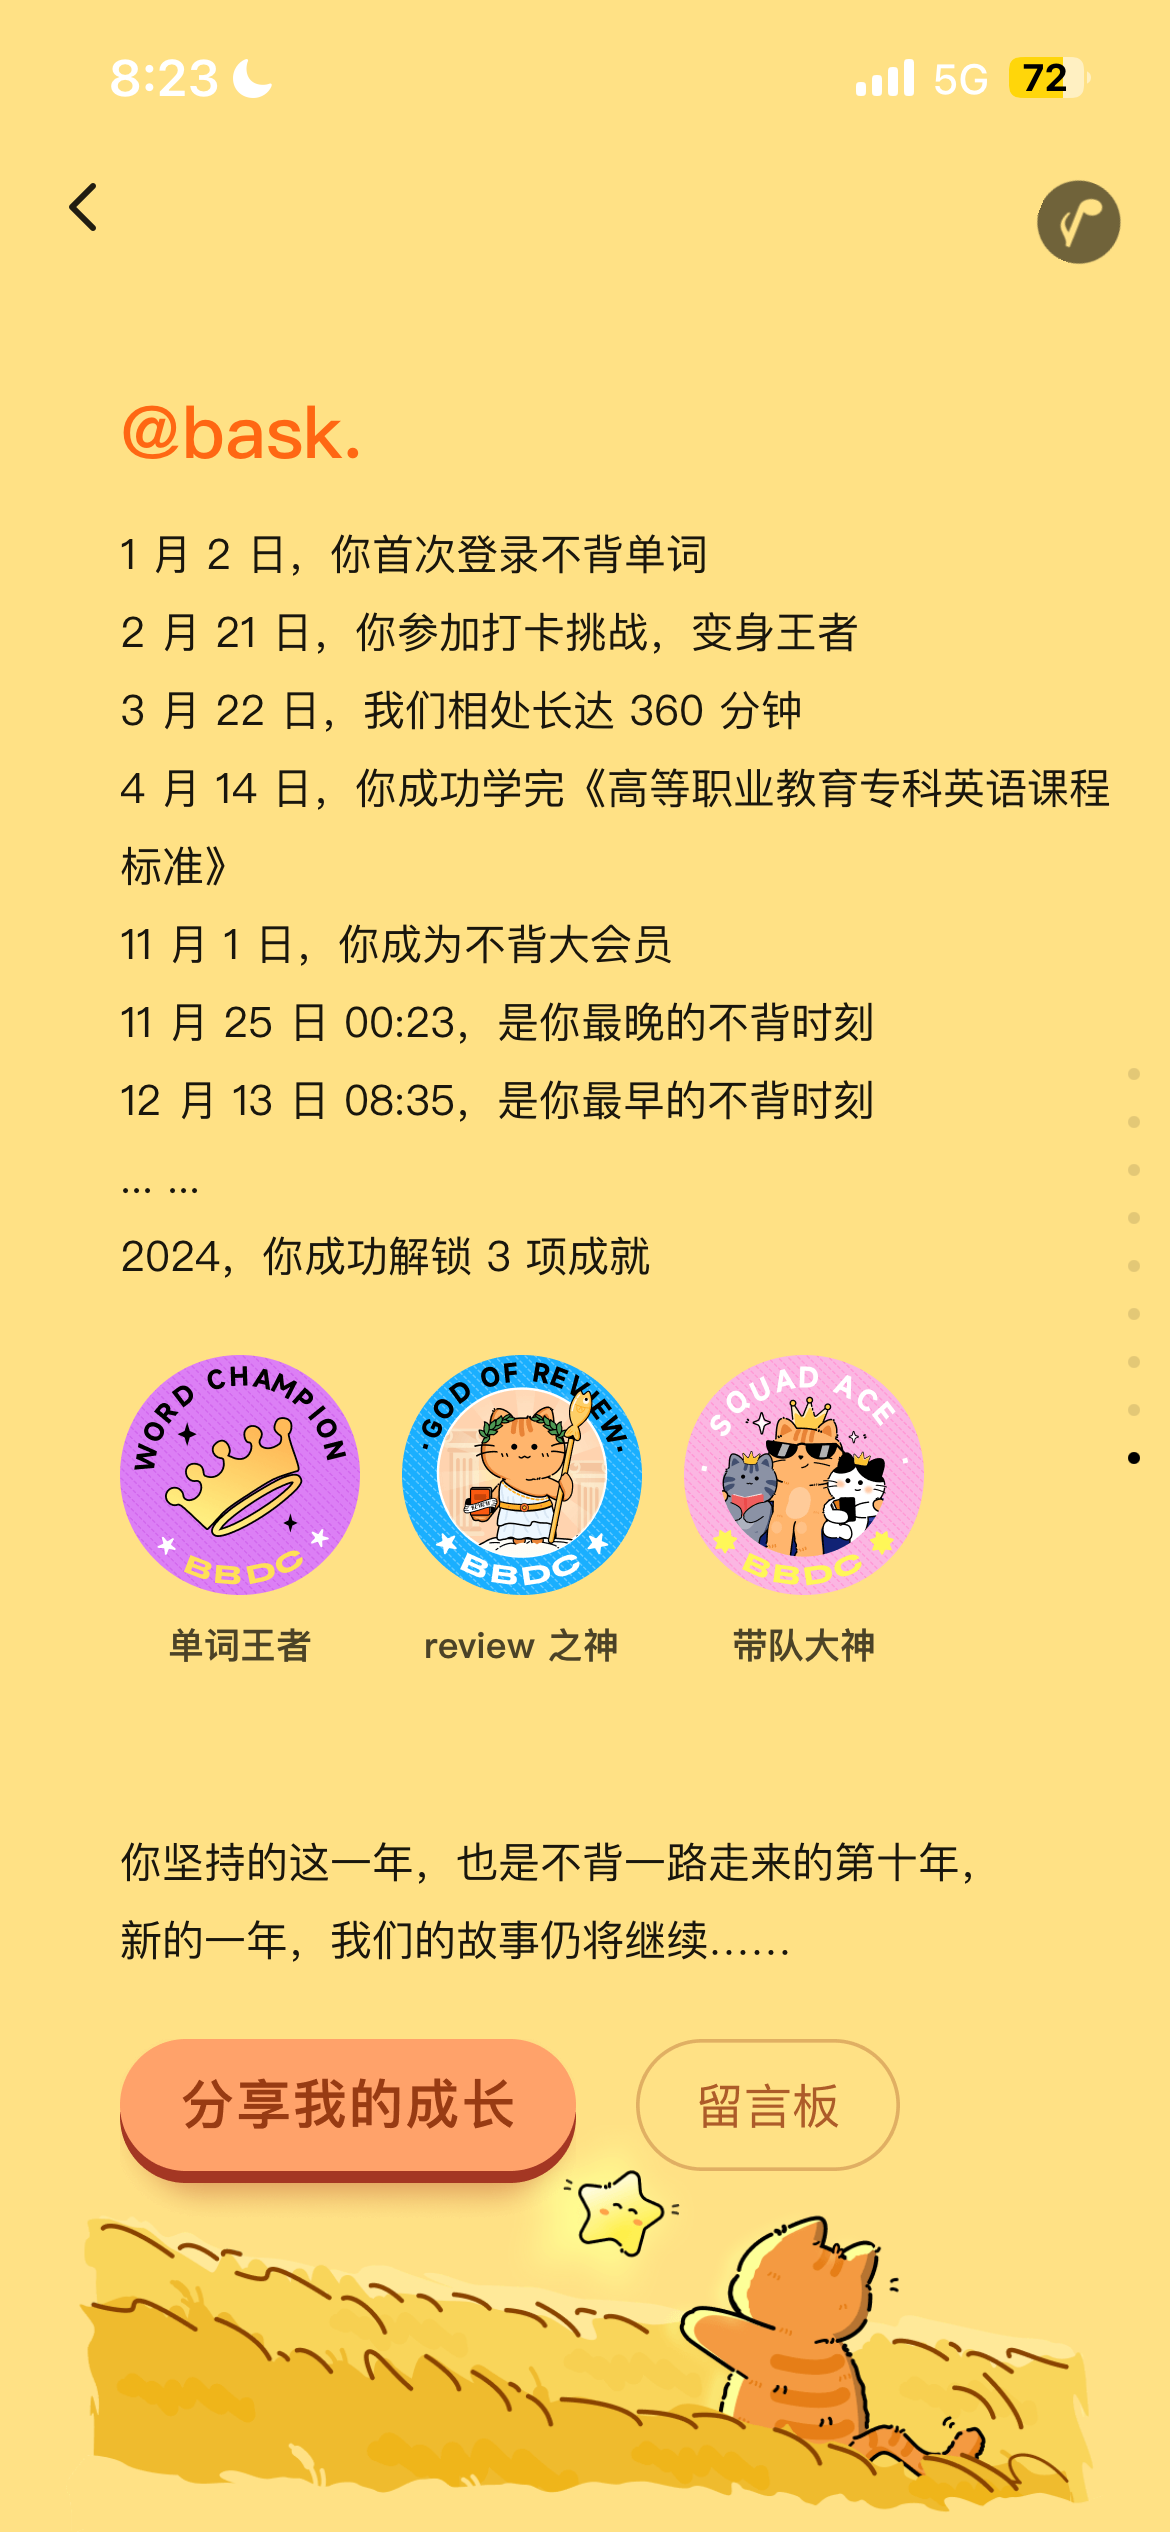 8:23
5G
72
@bask.
1 月 2 日，你首次登录不背单词
2 月 21 日，你参加打卡挑战，变身王者
3 月 22 日，我们相处长达 360 分钟
4 月 14 日，你成功学完《高等职业教育专科英语课程
标准》
11 月 1 日，你成为不背大会员
11 月 25 日 00:23，是你最晚的不背时刻
12 月 13 日 08:35，是你最早的不背时刻
... ...
2024，你成功解锁 3 项成就
WORD CHAMPION
BBDC
·GOD OF REVIEW·
REVIEW
BBDC
SQUAD ACE
BBDC
单词王者
review 之神
带队大神
你坚持的这一年，也是不背一路走来的第十年，
新的一年，我们的故事仍将继续……
分享我的成长
留言板